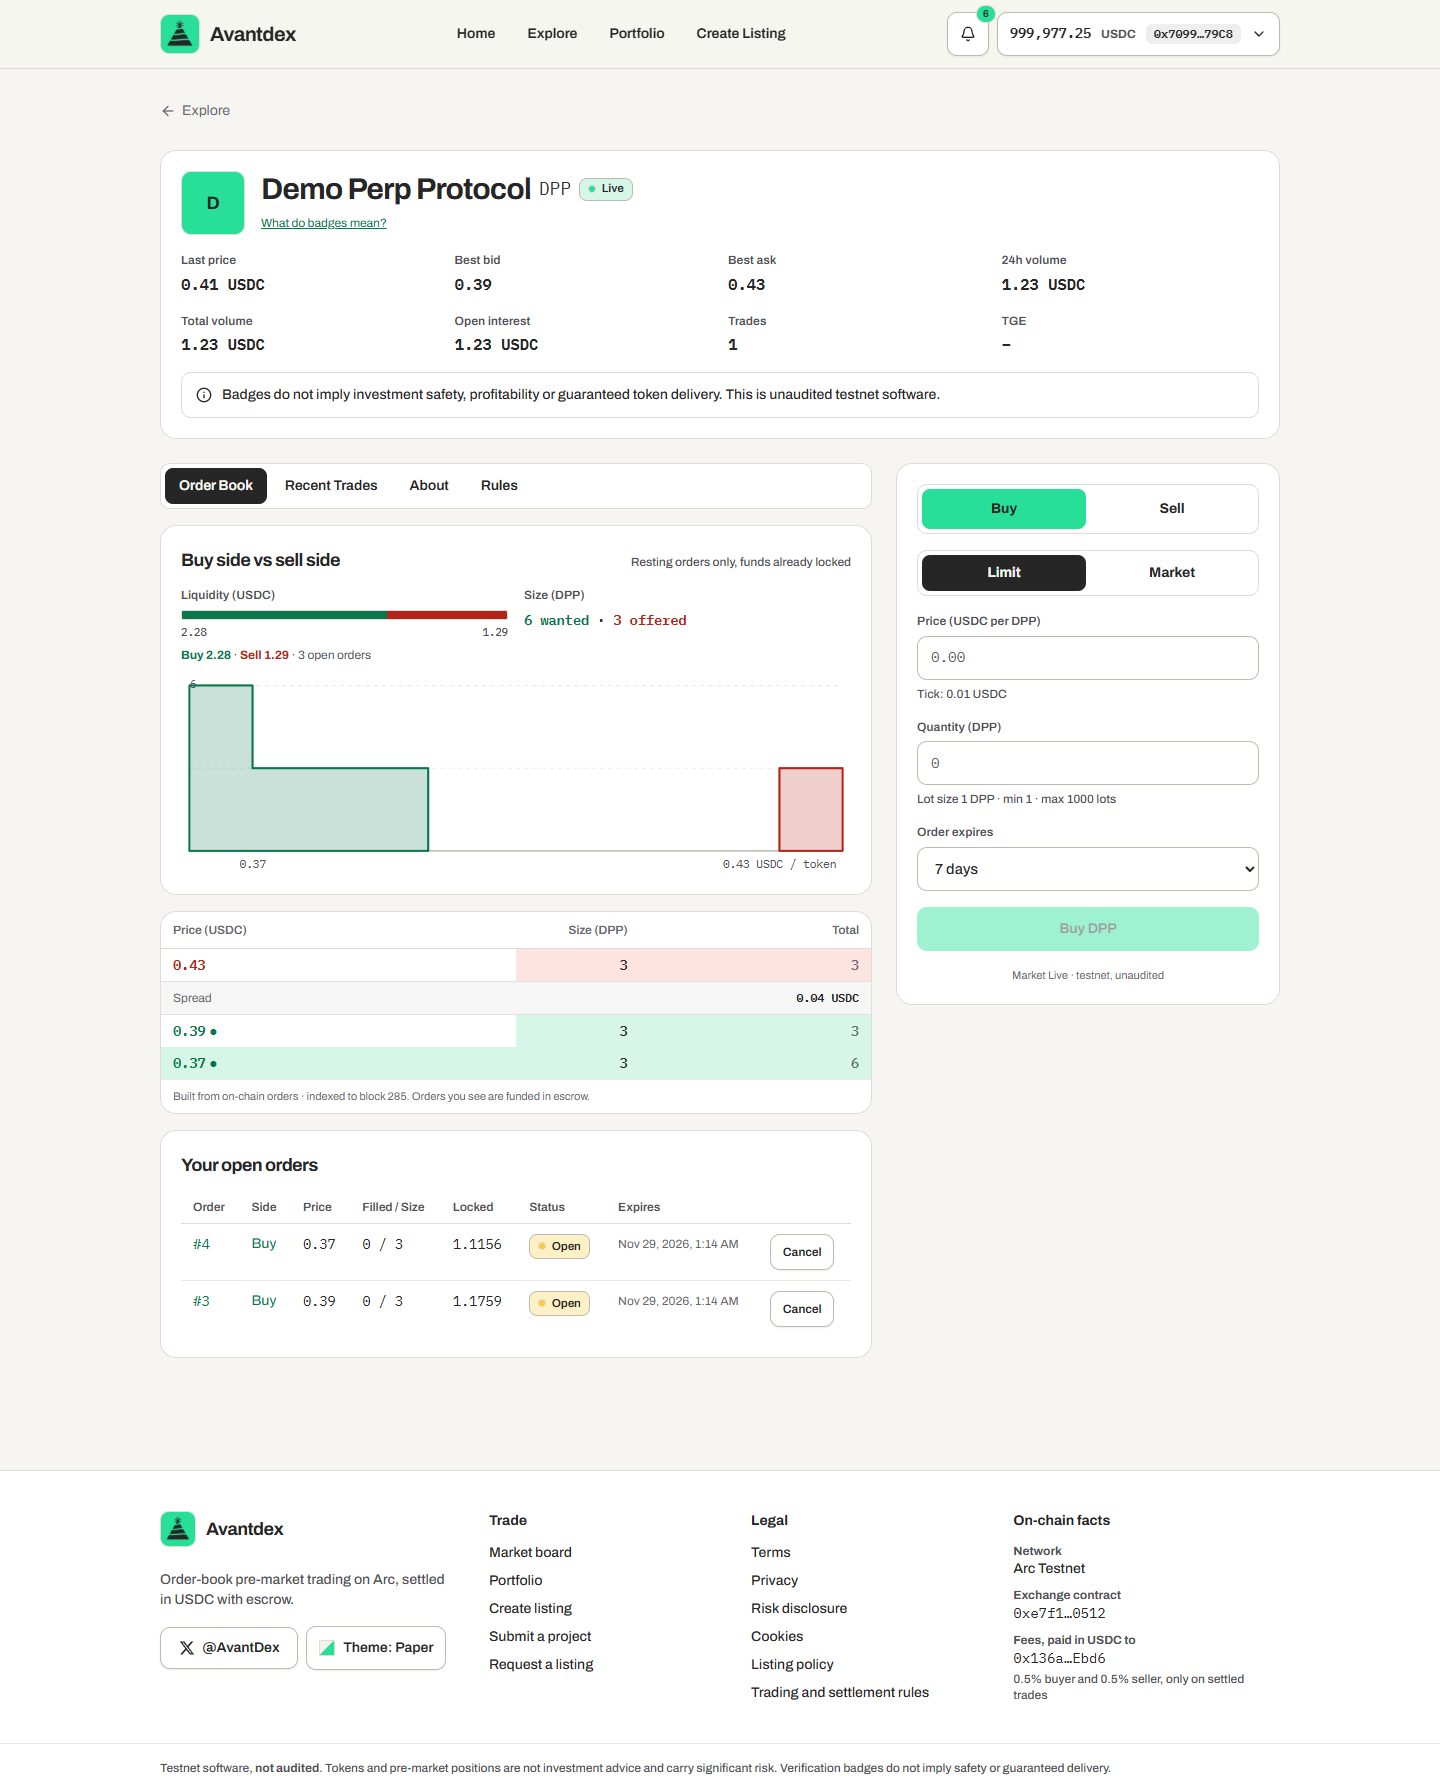 Avantdex
Home Explore Portfolio Create Listing
6
999,977.25 USDC 0x7099…79C8
Explore
D
Demo Perp Protocol DPP Live
What do badges mean?
Last price Best bid Best ask 24h volume
0.41 USDC 0.39 0.43 1.23 USDC
Total volume Open interest Trades TGE
1.23 USDC 1.23 USDC 1 –
Badges do not imply investment safety, profitability or guaranteed token delivery. This is unaudited testnet software.
Order Book Recent Trades About Rules
Buy side vs sell side
Resting orders only, funds already locked
Liquidity (USDC) Size (DPP)
6 wanted · 3 offered
2.28 1.29
Buy 2.28 · Sell 1.29 · 3 open orders
6
0.37 0.43 USDC / token
Price (USDC) Size (DPP) Total
0.43 3 3
Spread 0.04 USDC
0.39 3 3
0.37 3 6
Built from on-chain orders · indexed to block 285. Orders you see are funded in escrow.
Your open orders
Order Side Price Filled / Size Locked Status Expires
#4 Buy 0.37 0 / 3 1.1156 Open Nov 29, 2026, 1:14 AM Cancel
#3 Buy 0.39 0 / 3 1.1759 Open Nov 29, 2026, 1:14 AM Cancel
Buy Sell
Limit Market
Price (USDC per DPP)
0.00
Tick: 0.01 USDC
Quantity (DPP)
0
Lot size 1 DPP · min 1 · max 1000 lots
Order expires
7 days
Buy DPP
Market Live · testnet, unaudited
Avantdex
Order-book pre-market trading on Arc, settled
in USDC with escrow.
@AvantDex Theme: Paper
Trade
Market board
Portfolio
Create listing
Submit a project
Request a listing
Legal
Terms
Privacy
Risk disclosure
Cookies
Listing policy
Trading and settlement rules
On-chain facts
Network
Arc Testnet
Exchange contract
0xe7f1…0512
Fees, paid in USDC to
0x136a…Ebd6
0.5% buyer and 0.5% seller, only on settled
trades
Testnet software, not audited. Tokens and pre-market positions are not investment advice and carry significant risk. Verification badges do not imply safety or guaranteed delivery.